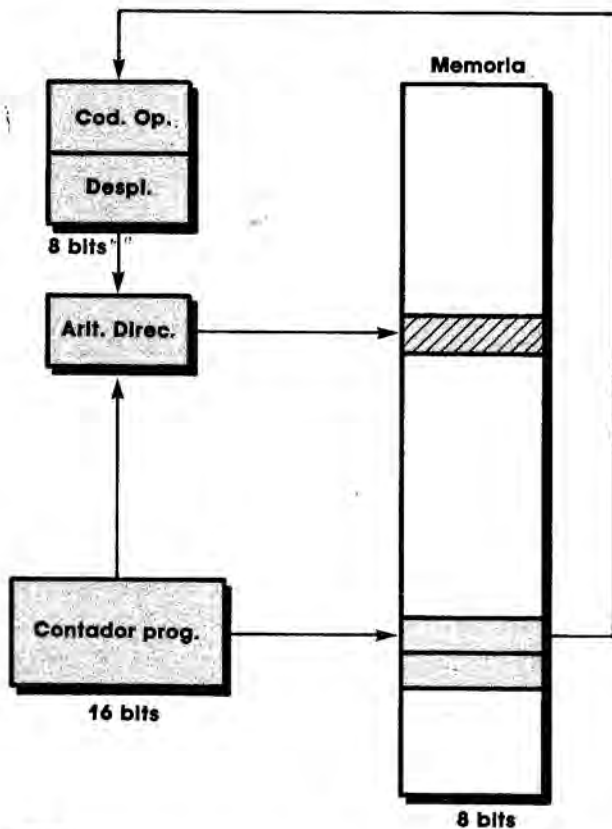 Memoria
Cod. Op.
Despl.
8 bits
Arit. Direc.
Contador prog.
16 bits
8 bits